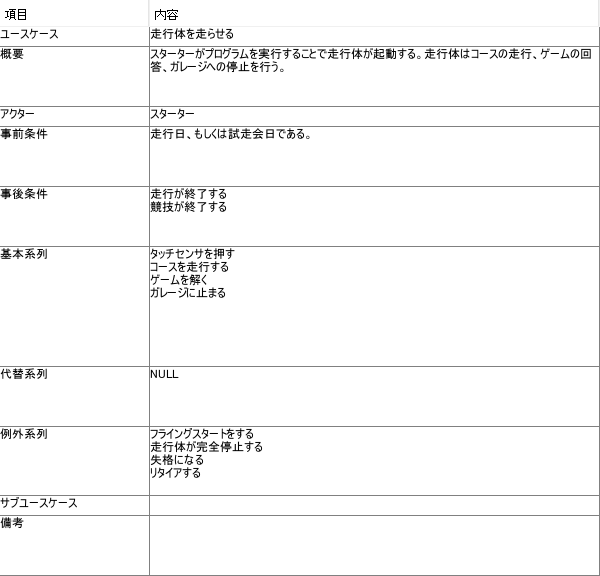 項目 内容
ユースケース 走行体を走らせる
概要 スターターがプログラムを実行することで走行体が起動する。走行体はコースの走行、ゲームの回
答、ガレージへの停止を行う。
アクター スターター
事前条件 走行日、もしくは試走会日である。
事後条件 走行が終了する
競技が終了する
基本系列 タッチセンサを押す
コースを走行する
ゲームを解く
ガレージに止まる
代替系列 NULL
例外系列 フライングスタートをする
走行体が完全停止する
失格になる
リタイアする
サブユースケース
備考